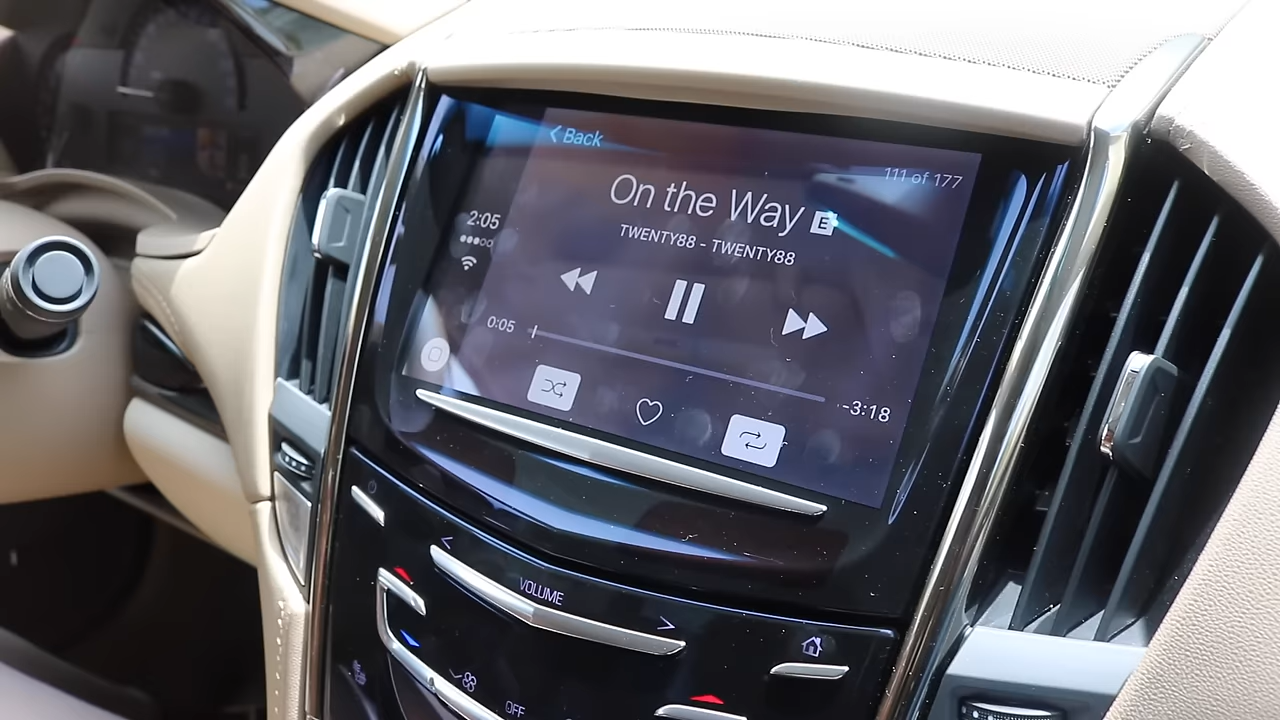 Back
111 of 177
On the Way E
TWENTY88 - TWENTY88
2:05
0:05
-3:18
VOLUME
OFF